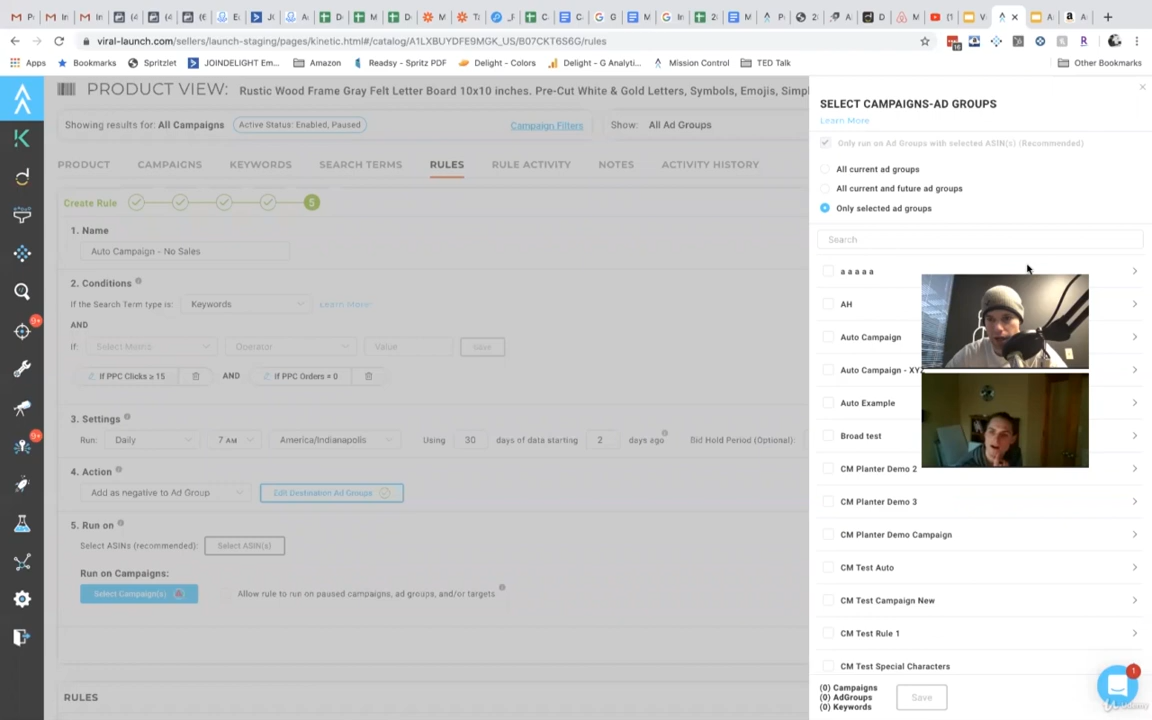 viral-launch.com/sellers/launch-staging/pages/kinetic.html#/catalog/A1LXBUYDFE9MGK_US/B07CKT6S6G/rules
Apps Bookmarks Spritzlet JOINDELIGHT Em... Amazon Readsy - Spritz PDF Delight - Colors Delight - G Analyti... Mission Control TED Talk Other Bookmarks
PRODUCT VIEW: Rustic Wood Frame Gray Felt Letter Board 10x10 inches. Pre-Cut White & Gold Letters, Symbols, Emojis, Simpl
Showing results for: All Campaigns Active Status: Enabled, Paused Campaign Filters Show: All Ad Groups
PRODUCT CAMPAIGNS KEYWORDS SEARCH TERMS RULES RULE ACTIVITY NOTES ACTIVITY HISTORY
Create Rule 5
1. Name
Auto Campaign - No Sales
2. Conditions
If the Search Term type is: Keywords Learn More
AND
If: Select Metric Operator Value Save
If PPC Clicks ≥ 15 AND If PPC Orders = 0
3. Settings
Run: Daily 7 AM America/Indianapolis Using 30 days of data starting 2 days ago Bid Hold Period (Optional):
4. Action
Add as negative to Ad Group Edit Destination Ad Groups
5. Run on
Select ASINs (recommended): Select ASIN(s)
Run on Campaigns:
Select Campaign(s) Allow rule to run on paused campaigns, ad groups, and/or targets
RULES
SELECT CAMPAIGNS-AD GROUPS
Learn More
Only run on Ad Groups with selected ASIN(s) (Recommended)
All current ad groups
All current and future ad groups
Only selected ad groups
Search
a a a a a
AH
Auto Campaign
Auto Campaign - XYZ
Auto Example
Broad test
CM Planter Demo 2
CM Planter Demo 3
CM Planter Demo Campaign
CM Test Auto
CM Test Campaign New
CM Test Rule 1
CM Test Special Characters
(0) Campaigns
(0) AdGroups
(0) Keywords
Save
1
Udemy